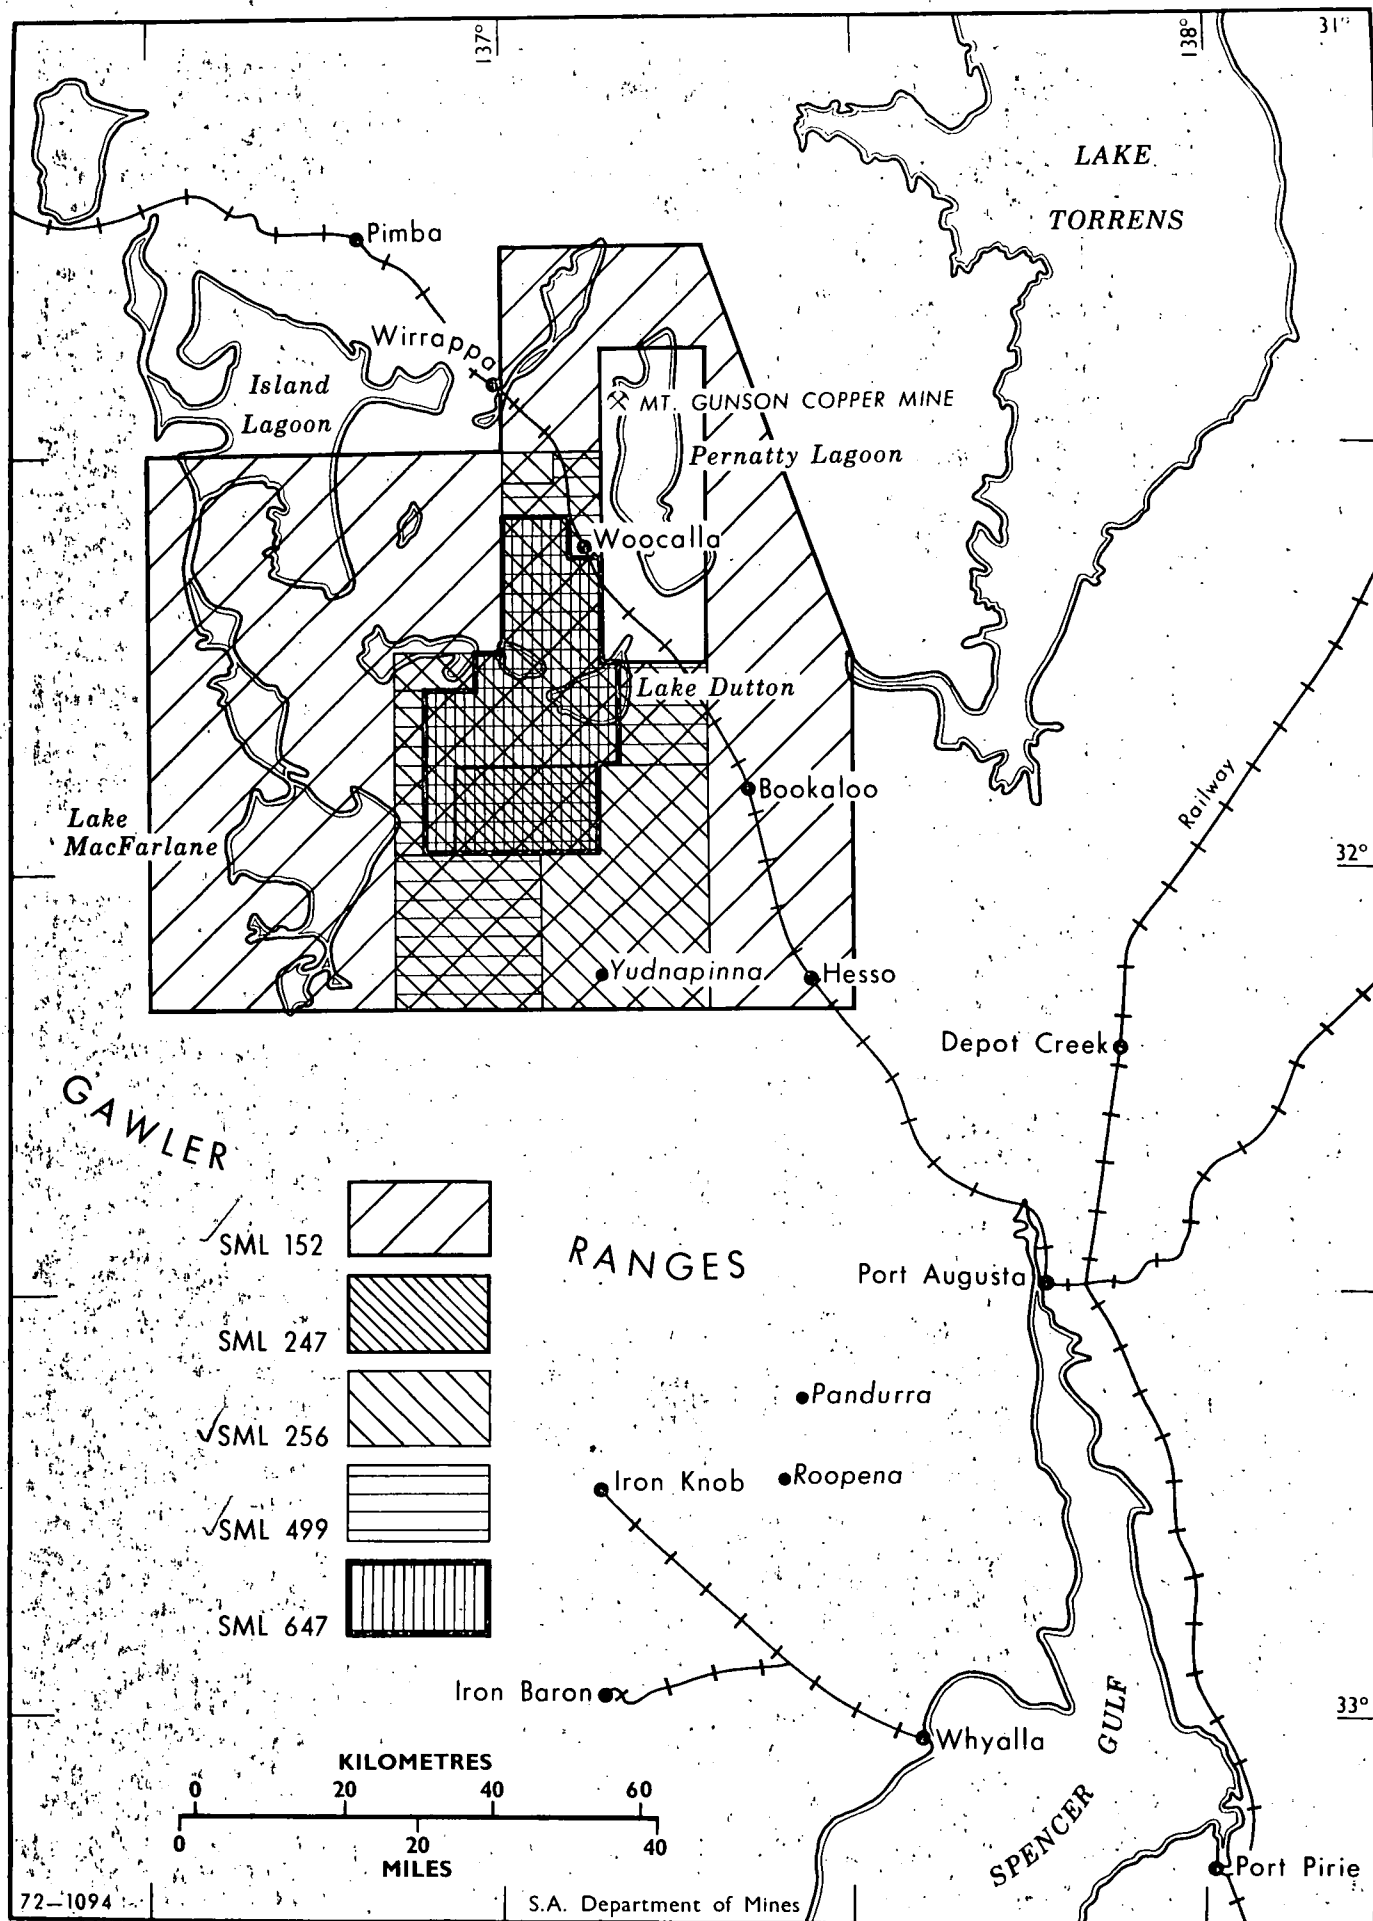 137°
138°
31°
LAKE
TORRENS
Pimba
Wirrappa
Island
Lagoon
MT. GUNSON COPPER MINE
Pernatty Lagoon
Woocalla
Lake Dutton
Bookaloo
Railway
Lake
MacFarlane
32°
Yudnapinna
Hesso
Depot Creek
GAWLER
RANGES
SML 152
Port Augusta
SML 247
Pandurra
SML 256
Roopena
Iron Knob
SML 499
SML 647
Iron Baron
33°
Whyalla
SPENCER GULF
KILOMETRES
0 20 40 60
0 20 40
MILES
Port Pirie
72-1094
S.A. Department of Mines